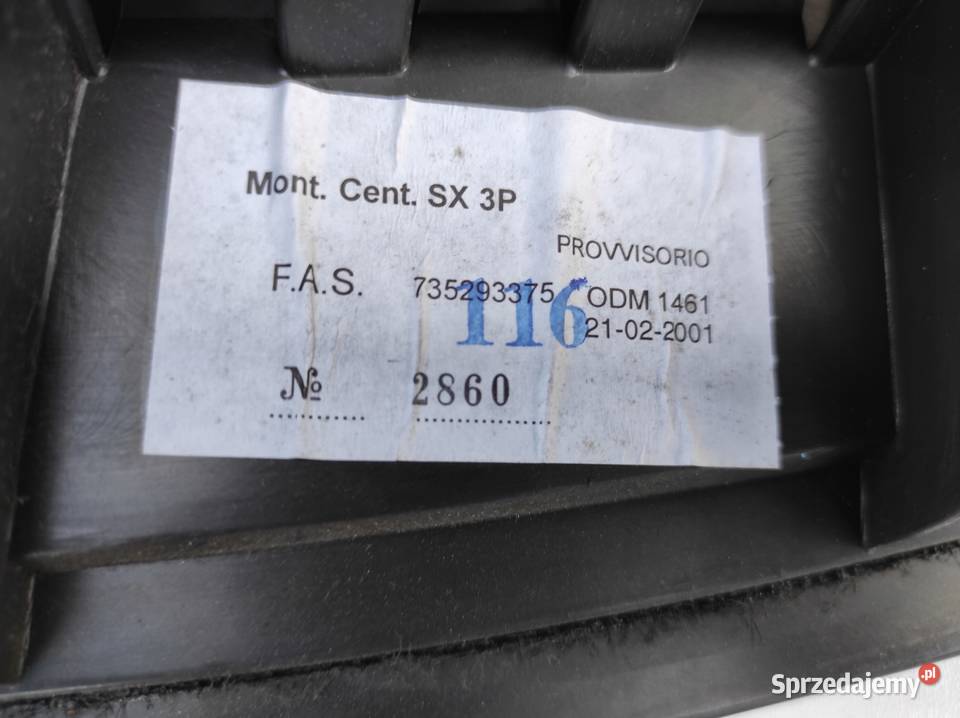 Mont. Cent. SX 3P
PROVVISORIO
F.A.S. 735293375 ODM 1461
116
21-02-2001
№ 2860
Sprzedajemy.pl